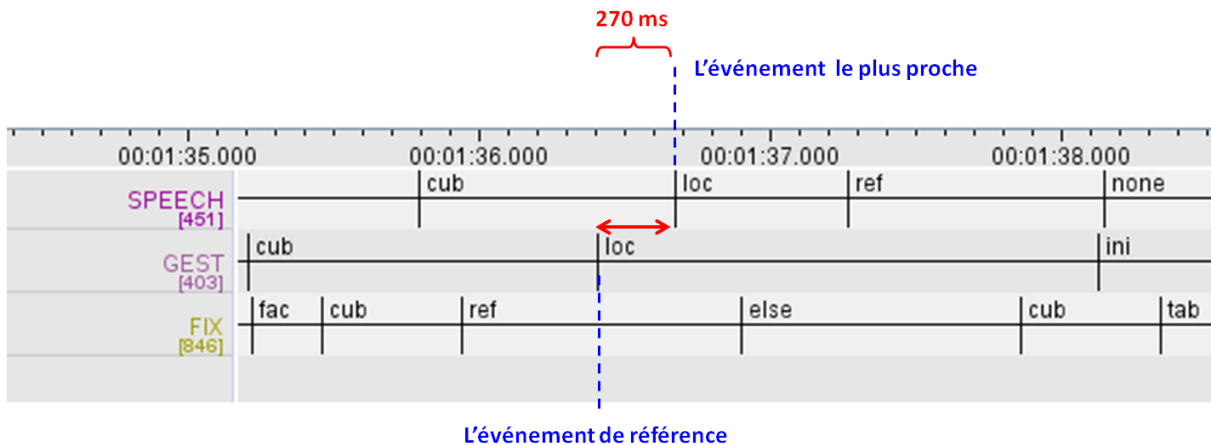 270 ms
L'événement le plus proche
00:01:35.000 00:01:36.000 00:01:37.000 00:01:38.000
SPEECH cub loc ref none
[451]
GEST cub loc ini
[403]
FIX fac cub ref else cub tab
[846]
L'événement de référence